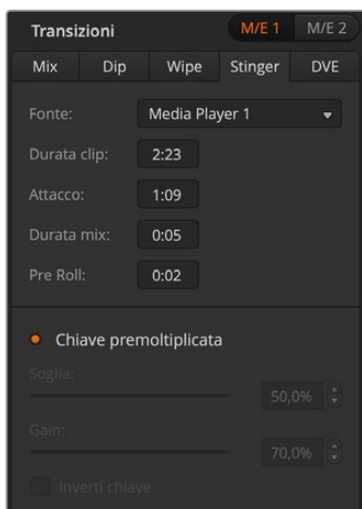 Transizioni M/E 1 M/E 2
Mix Dip Wipe Stinger DVE
Fonte: Media Player 1
Durata clip: 2:23
Attacco: 1:09
Durata mix: 0:05
Pre Roll: 0:02
Chiave premoltiplicata
Soglia:
50,0%
Gain:
70,0%
Inverti chiave